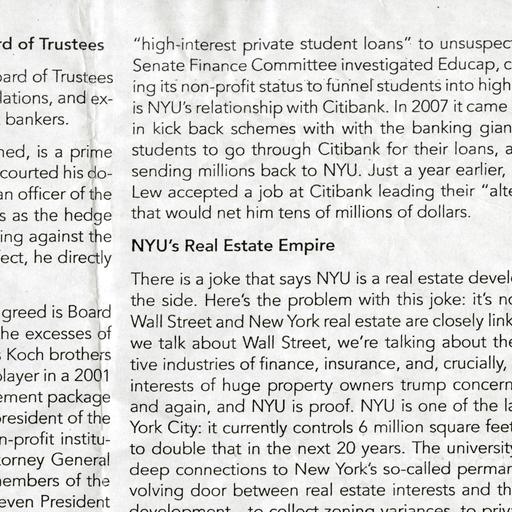 rd of Trustees
oard of Trustees
lations, and ex-
bankers.
ned, is a prime
courted his do-
an officer of the
s as the hedge
ing against the
ect, he directly
greed is Board
he excesses of
Koch brothers
player in a 2001
ement package
president of the
n-profit institu-
torney General
embers of the
even President
"high-interest private student loans" to unsuspec
Senate Finance Committee investigated Educap, c
ing its non-profit status to funnel students into high
is NYU's relationship with Citibank. In 2007 it came
in kick back schemes with with the banking gian
students to go through Citibank for their loans, a
sending millions back to NYU. Just a year earlier,
Lew accepted a job at Citibank leading their "alte
that would net him tens of millions of dollars.
NYU's Real Estate Empire
There is a joke that says NYU is a real estate devel
the side. Here's the problem with this joke: it's no
Wall Street and New York real estate are closely link
we talk about Wall Street, we're talking about the
tive industries of finance, insurance, and, crucially,
interests of huge property owners trump concern
and again, and NYU is proof. NYU is one of the la
York City: it currently controls 6 million square feet
to double that in the next 20 years. The university
deep connections to New York's so-called perman
volving door between real estate interests and th
development to collect zoning variances, to priv